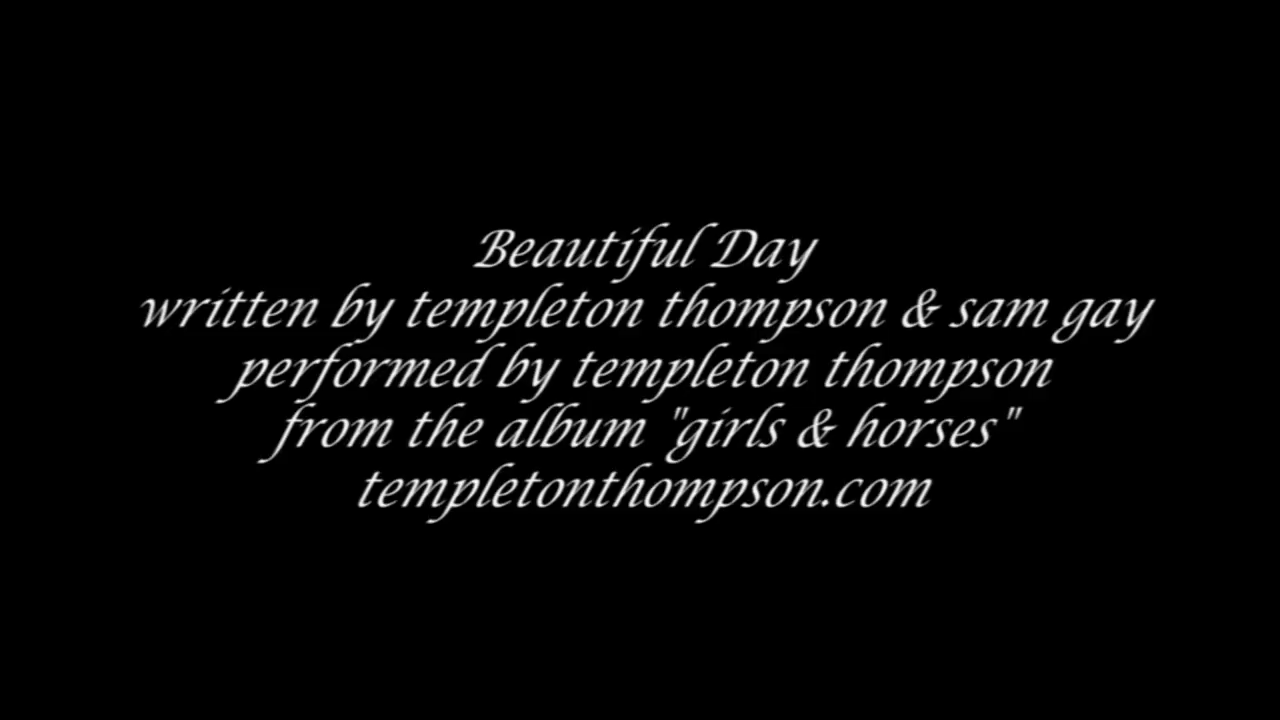 Beautiful Day
written by templeton thompson & sam gay
performed by templeton thompson
from the album "girls & horses"
templetonthompson.com